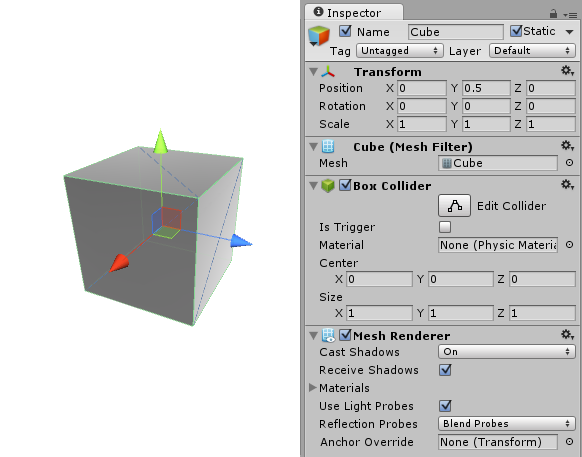 Inspector
Name Cube Static
Tag Untagged Layer Default
Transform
Position X 0 Y 0.5 Z 0
Rotation X 0 Y 0 Z 0
Scale X 1 Y 1 Z 1
Cube (Mesh Filter)
Mesh Cube
Box Collider
Edit Collider
Is Trigger
Material None (Physic Materia
Center
X 0 Y 0 Z 0
Size
X 1 Y 1 Z 1
Mesh Renderer
Cast Shadows On
Receive Shadows
Materials
Use Light Probes
Reflection Probes Blend Probes
Anchor Override None (Transform)